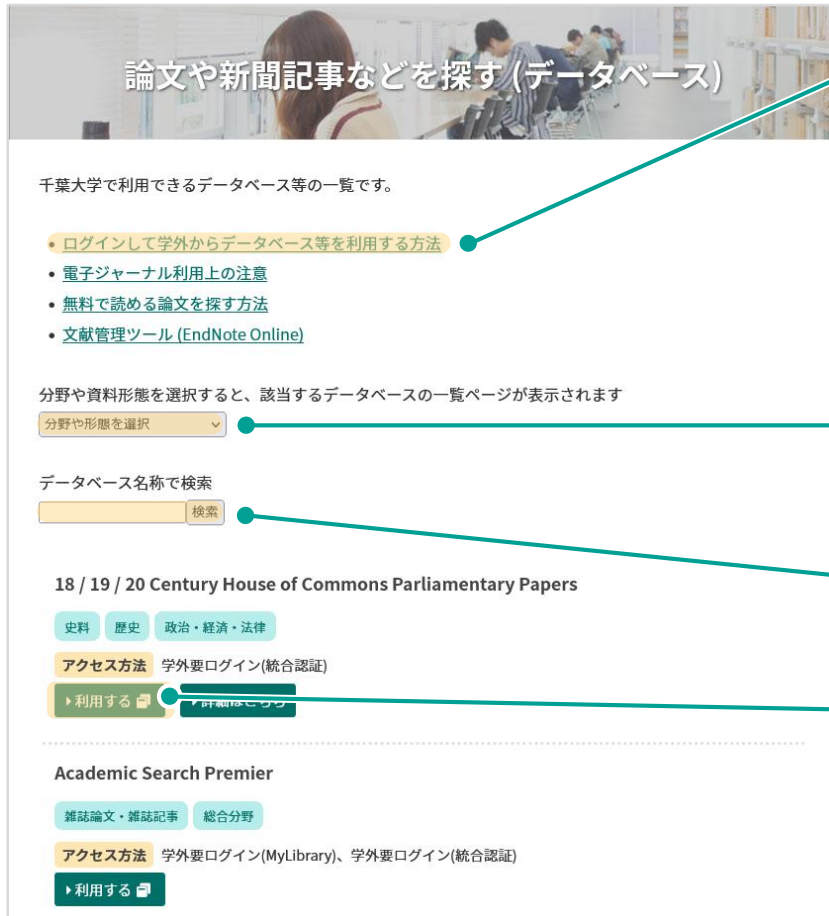 論文や新聞記事などを探す (データベース)
千葉大学で利用できるデータベース等の一覧です。
• ログインして学外からデータベース等を利用する方法
• 電子ジャーナル利用上の注意
• 無料で読める論文を探す方法
• 文献管理ツール (EndNote Online)
分野や資料形態を選択すると、該当するデータベースの一覧ページが表示されます
分野や形態を選択
データベース名称で検索
検索
18 / 19 / 20 Century House of Commons Parliamentary Papers
史料 歴史 政治・経済・法律
アクセス方法 学外要ログイン(統合認証)
利用する 詳細はこちら
Academic Search Premier
雑誌論文・雑誌記事 総合分野
アクセス方法 学外要ログイン(MyLibrary)、学外要ログイン(統合認証)
利用する